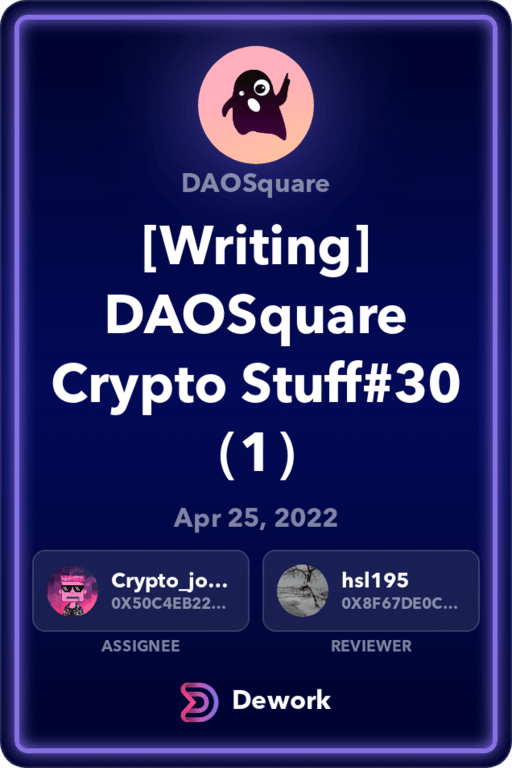 DAOSquare
[Writing]
DAOSquare
Crypto Stuff#30
(1)
Apr 25, 2022
Crypto_jo...
0X50C4EB22...
hsl195
0X8F67DE0C...
ASSIGNEE
REVIEWER
Dework